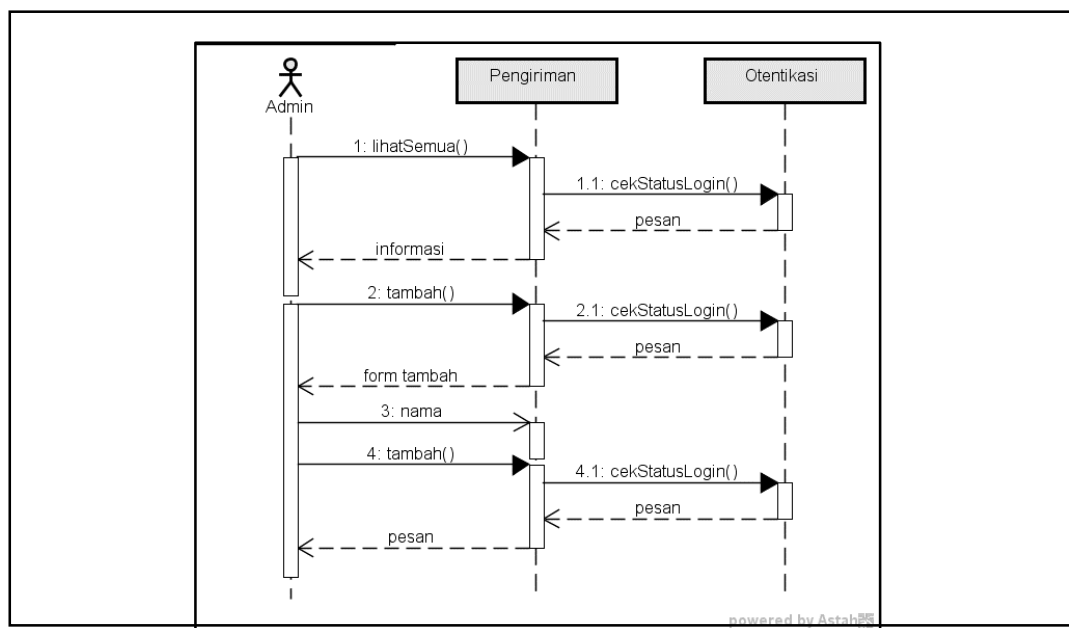 Admin
Pengiriman
Otentikasi
1: lihatSemua()
1.1: cekStatusLogin()
pesan
informasi
2: tambah()
2.1: cekStatusLogin()
pesan
form tambah
3: nama
4: tambah()
4.1: cekStatusLogin()
pesan
pesan
powered by Astah